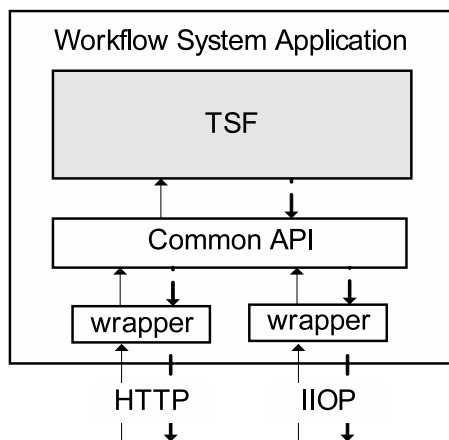 Workflow System Application
TSF
Common API
wrapper
wrapper
HTTP
IIOP